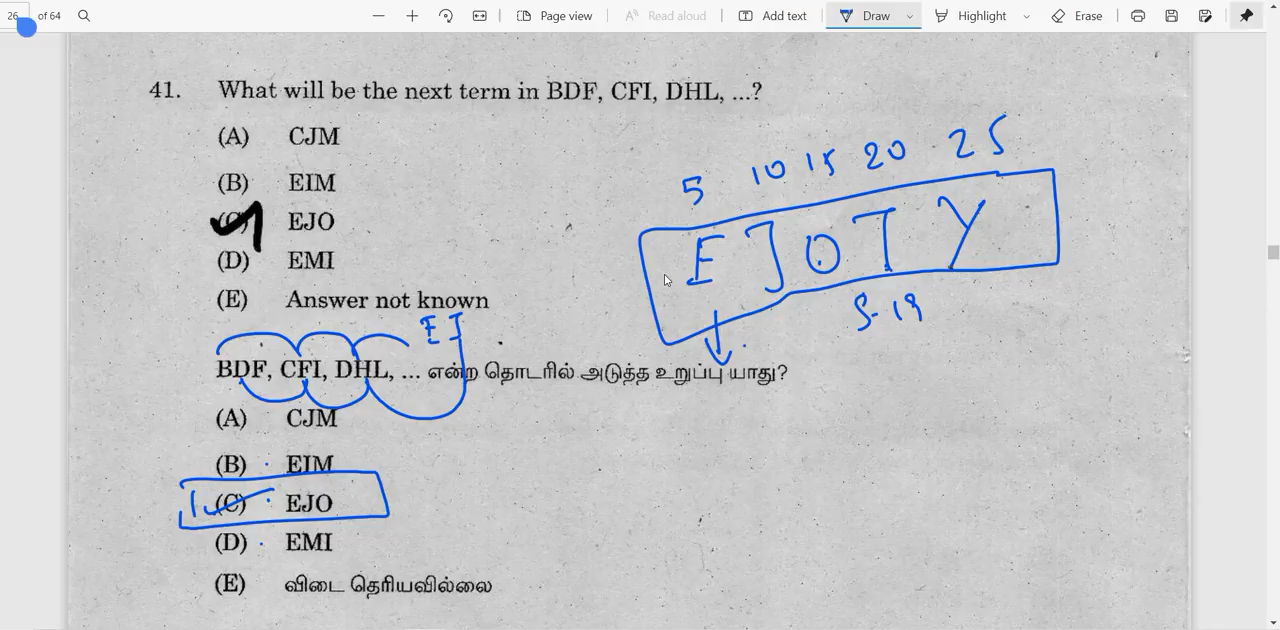 26 of 64 Page view Read aloud Add text Draw Highlight Erase
41. What will be the next term in BDF, CFI, DHL, ...?
(A) CJM
(B) EIM
(C) EJO
(D) EMI
(E) Answer not known
5 10 15 20 25
E J O T Y
S-19
E J
BDF, CFI, DHL, ... என்ற தொடரில் அடுத்த உறுப்பு யாது?
(A) CJM
(B) EIM
(C) EJO
(D) EMI
(E) விடை தெரியவில்லை